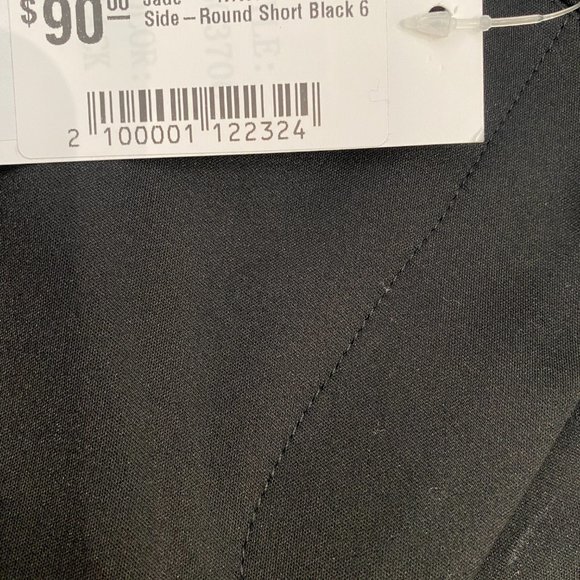 $90.00
Side – Round Short Black 6
2 100001 122324